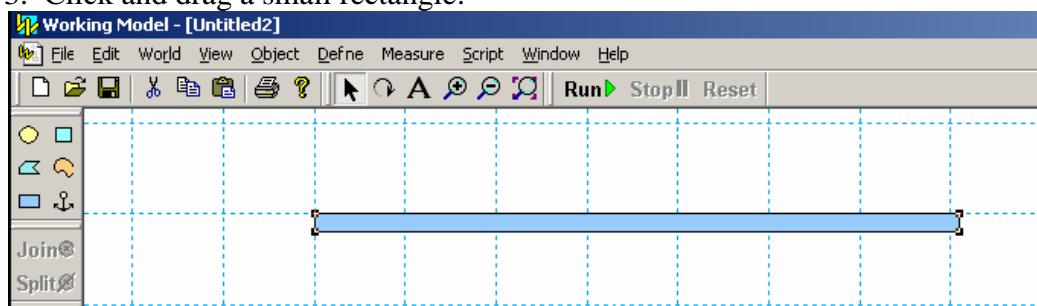 3. Click and drag a small rectangle.
Working Model - [Untitled2]
File Edit World View Object Define Measure Script Window Help
A Run Stop Reset
Join
Split